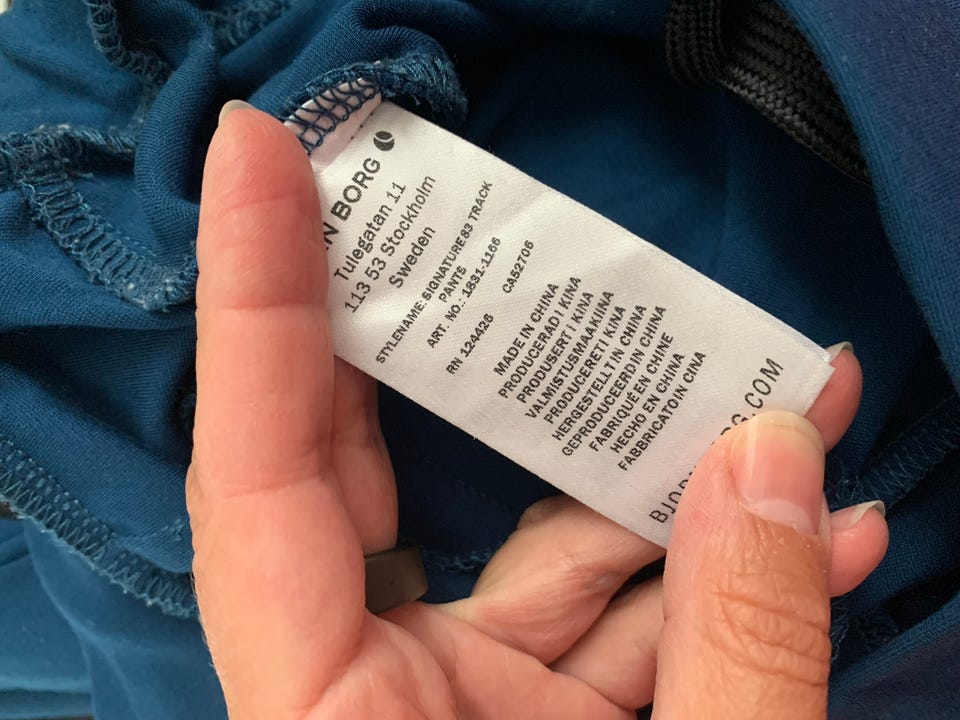 N BORG
Tulegatan 11
113 53 Stockholm
Sweden
STYLENAME: SIGNATURE83 TRACK
PANTS
ART. NO.: 1831-1166
RN 124426 CA52706
MADE IN CHINA
PRODUCERAD I KINA
PRODUSERT I KINA
VALMISTUSMAA KIINA
PRODUCERET I KINA
HERGESTELLT IN CHINA
GEPRODUCEERD IN CHINA
FABRIQUÉ EN CHINE
HECHO EN CHINA
FABBRICATO IN CINA
BJO G.COM